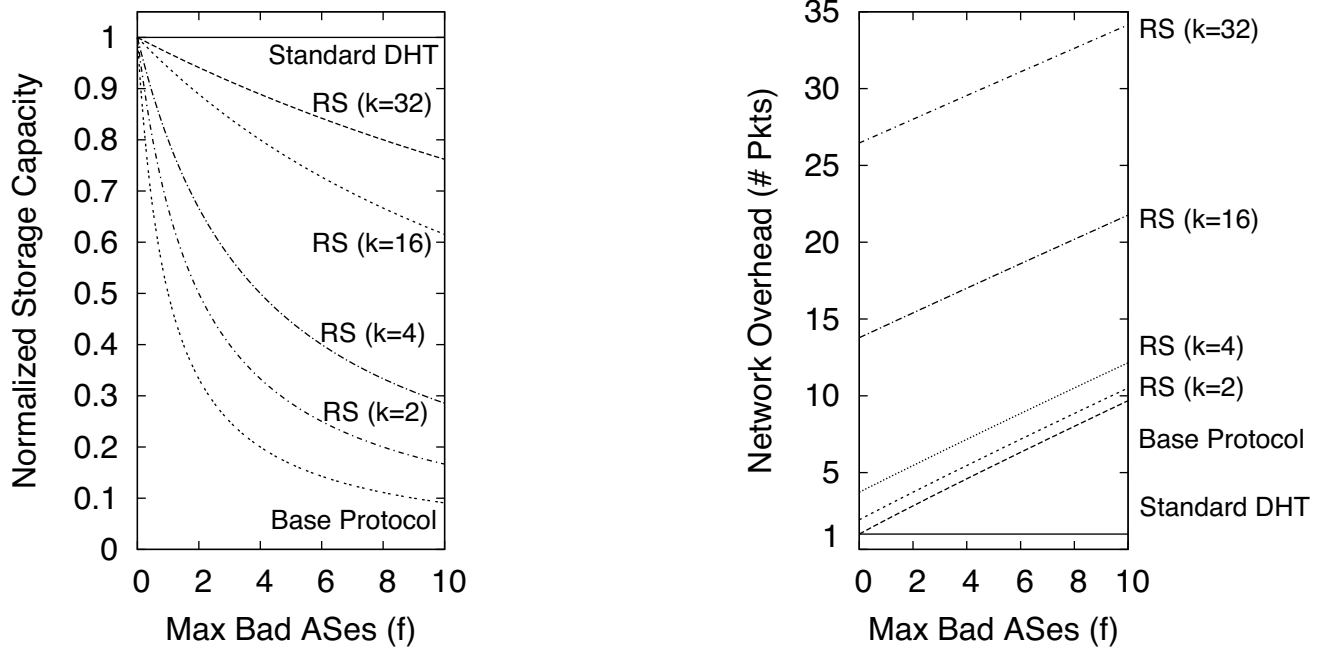 Normalized Storage Capacity
1
0.9
0.8
0.7
0.6
0.5
0.4
0.3
0.2
0.1
0
Standard DHT
RS (k=32)
RS (k=16)
RS (k=4)
RS (k=2)
Base Protocol
0 2 4 6 8 10
Max Bad ASes (f)
Network Overhead (# Pkts)
35
30
25
20
15
10
5
1
RS (k=32)
RS (k=16)
RS (k=4)
RS (k=2)
Base Protocol
Standard DHT
0 2 4 6 8 10
Max Bad ASes (f)